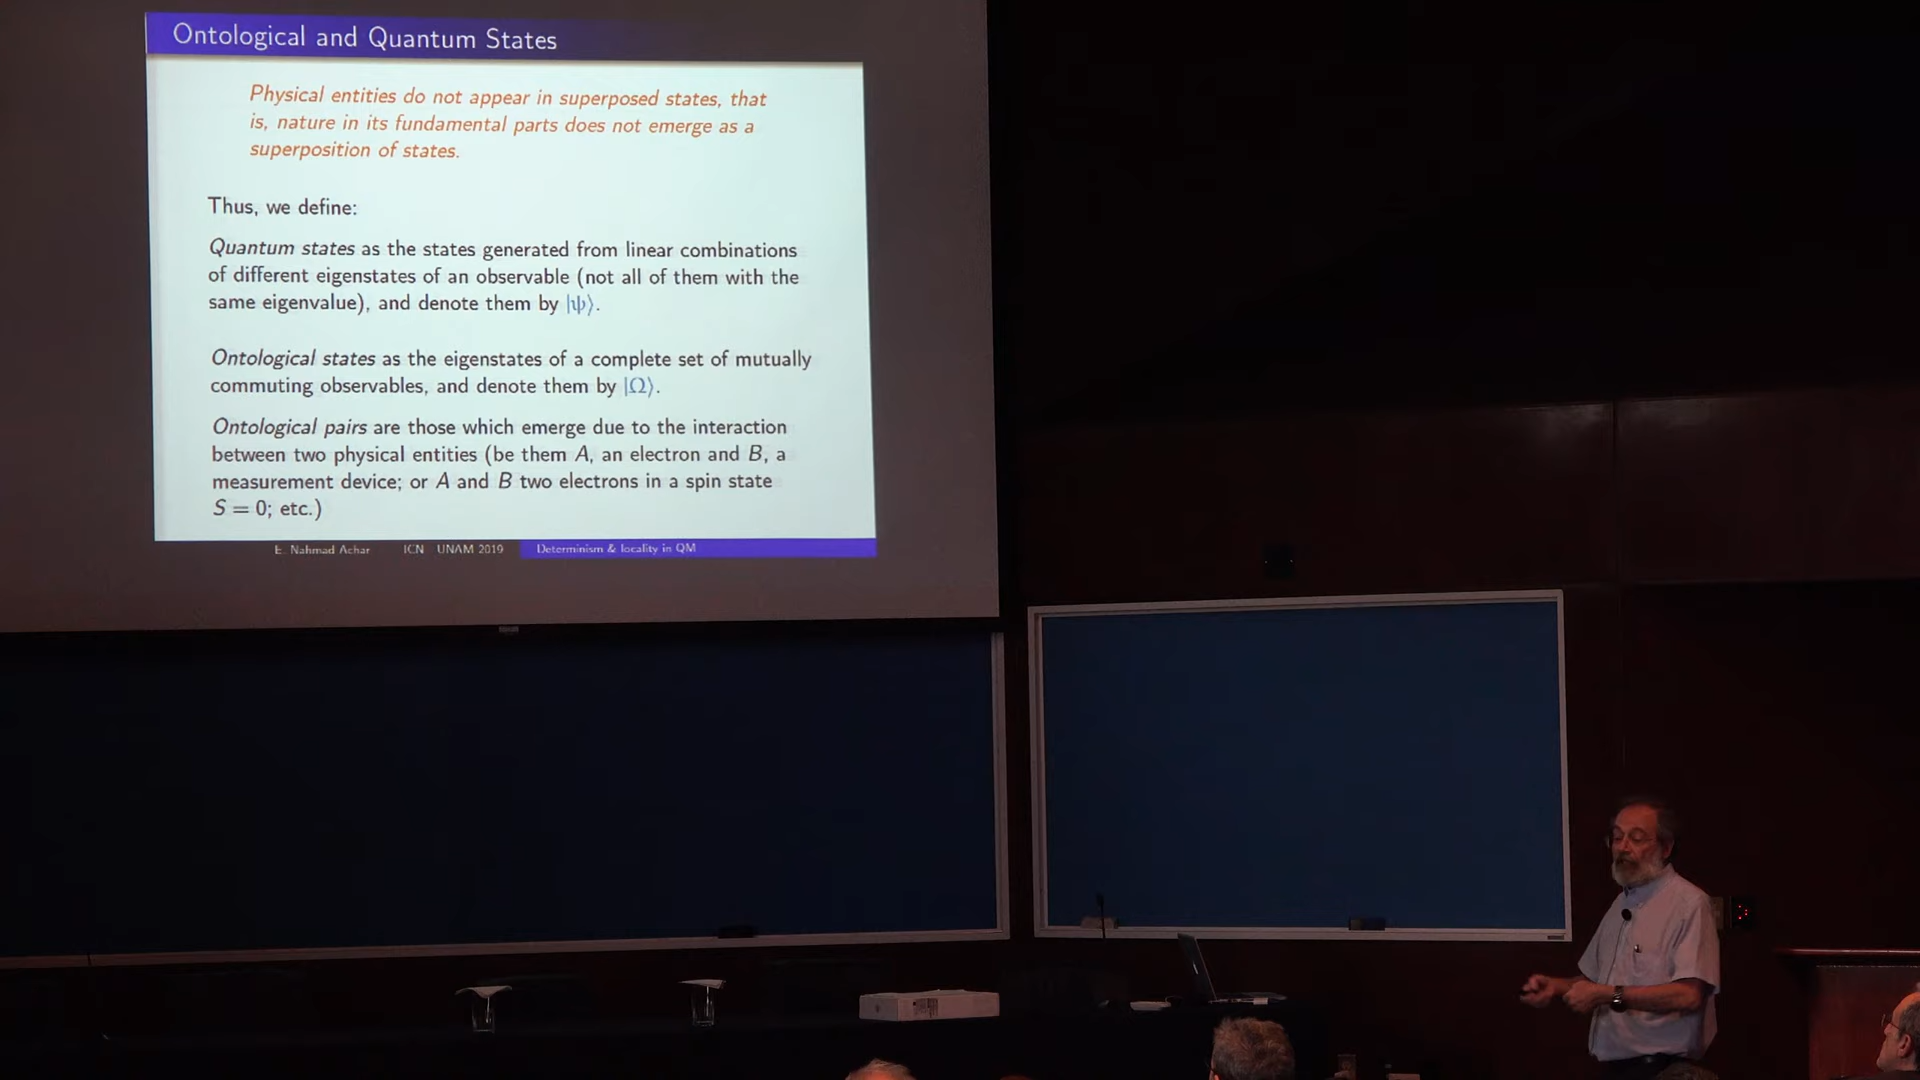 Ontological and Quantum States
Physical entities do not appear in superposed states, that
is, nature in its fundamental parts does not emerge as a
superposition of states.
Thus, we define:
Quantum states as the states generated from linear combinations
of different eigenstates of an observable (not all of them with the
same eigenvalue), and denote them by |ψ⟩.
Ontological states as the eigenstates of a complete set of mutually
commuting observables, and denote them by |Ω⟩.
Ontological pairs are those which emerge due to the interaction
between two physical entities (be them A, an electron and B, a
measurement device; or A and B two electrons in a spin state
S = 0; etc.)
E. Nahmad Achar ICN UNAM 2019 Determinism & locality in QM